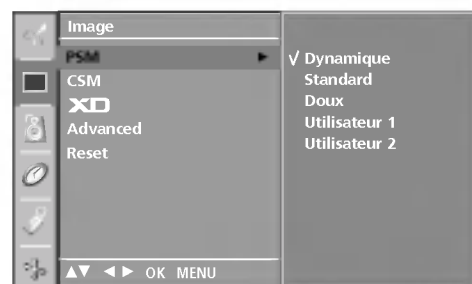 Image
PSM
CSM
XD
Advanced
Reset
√ Dynamique
Standard
Doux
Utilisateur 1
Utilisateur 2
▲▼ ◄ ► OK MENU